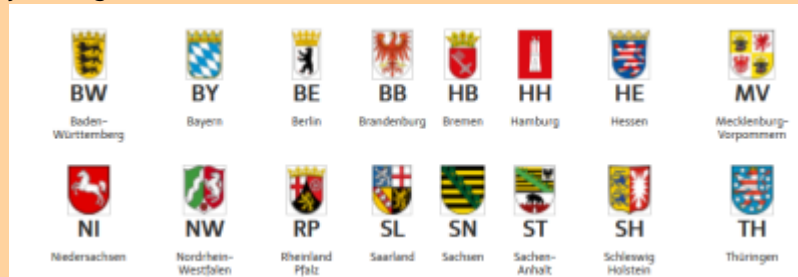 BW BY BE BB HB HH HE MV
Baden-
Württemberg
Bayern
Berlin
Brandenburg
Bremen
Hamburg
Hessen
Mecklenburg-
Vorpommern
NI NW RP SL SN ST SH TH
Niedersachsen
Nordrhein-
Westfalen
Rheinland
Pfalz
Saarland
Sachsen
Sachen-
Anhalt
Schleswig
Holstein
Thüringen